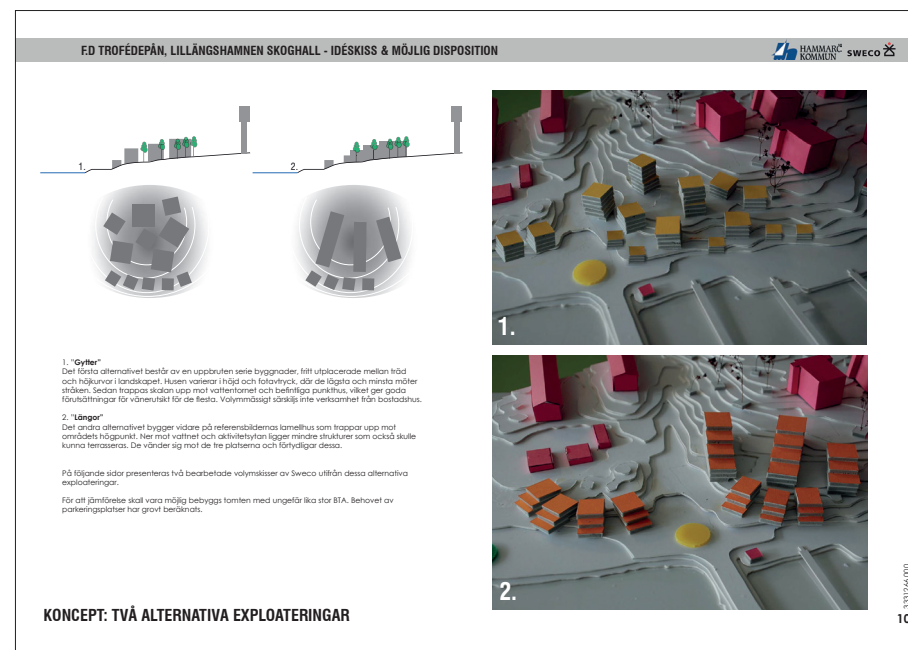 F.D TROFÉDEPÅN, LILLÄNGSHAMNEN SKOGHALL - IDÉSKISS & MÖJLIG DISPOSITION
HAMMARÖ
KOMMUN
SWECO
1.
2.
1.
2.
1. "Gytter"
Det första alternativet består av en uppbruten serie byggnader, fritt utplacerade mellan träd
och höjkurvor i landskapet. Husen varierar i höjd och fotavtryck, där de lägsta och minsta möter
stråken. Sedan trappas skalan upp mot vattentornet och befintliga punkthus, vilket ger goda
förutsättningar för vänerutsikt för de flesta. Volymmässigt särskiljs inte verksamhet från bostadshus.
2. "Längor"
Det andra alternativet bygger vidare på referensbildernas lamellhus som trappar upp mot
områdets högpunkt. Ner mot vattnet och aktivitetsytan ligger mindre strukturer som också skulle
kunna terrasseras. De vänder sig mot de tre platserna och förtydligar dessa.
På följande sidor presenteras två bearbetade volymskisser av Sweco utifrån dessa alternativa
exploateringar.
För att jämförelse skall vara möjlig bebyggs tomten med ungefär lika stor BTA. Behovet av
parkeringsplatser har grovt beräknats.
KONCEPT: TVÅ ALTERNATIVA EXPLOATERINGAR
10